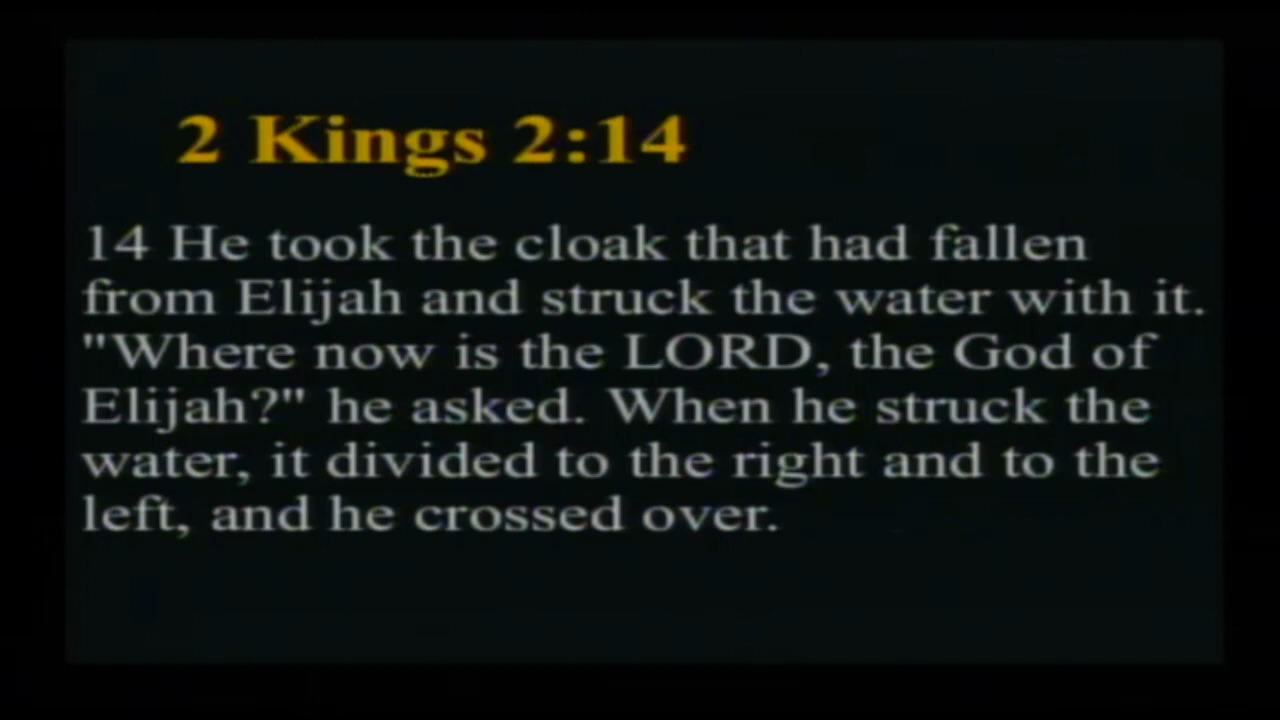 2 Kings 2:14
14 He took the cloak that had fallen
from Elijah and struck the water with it.
"Where now is the LORD, the God of
Elijah?" he asked. When he struck the
water, it divided to the right and to the
left, and he crossed over.